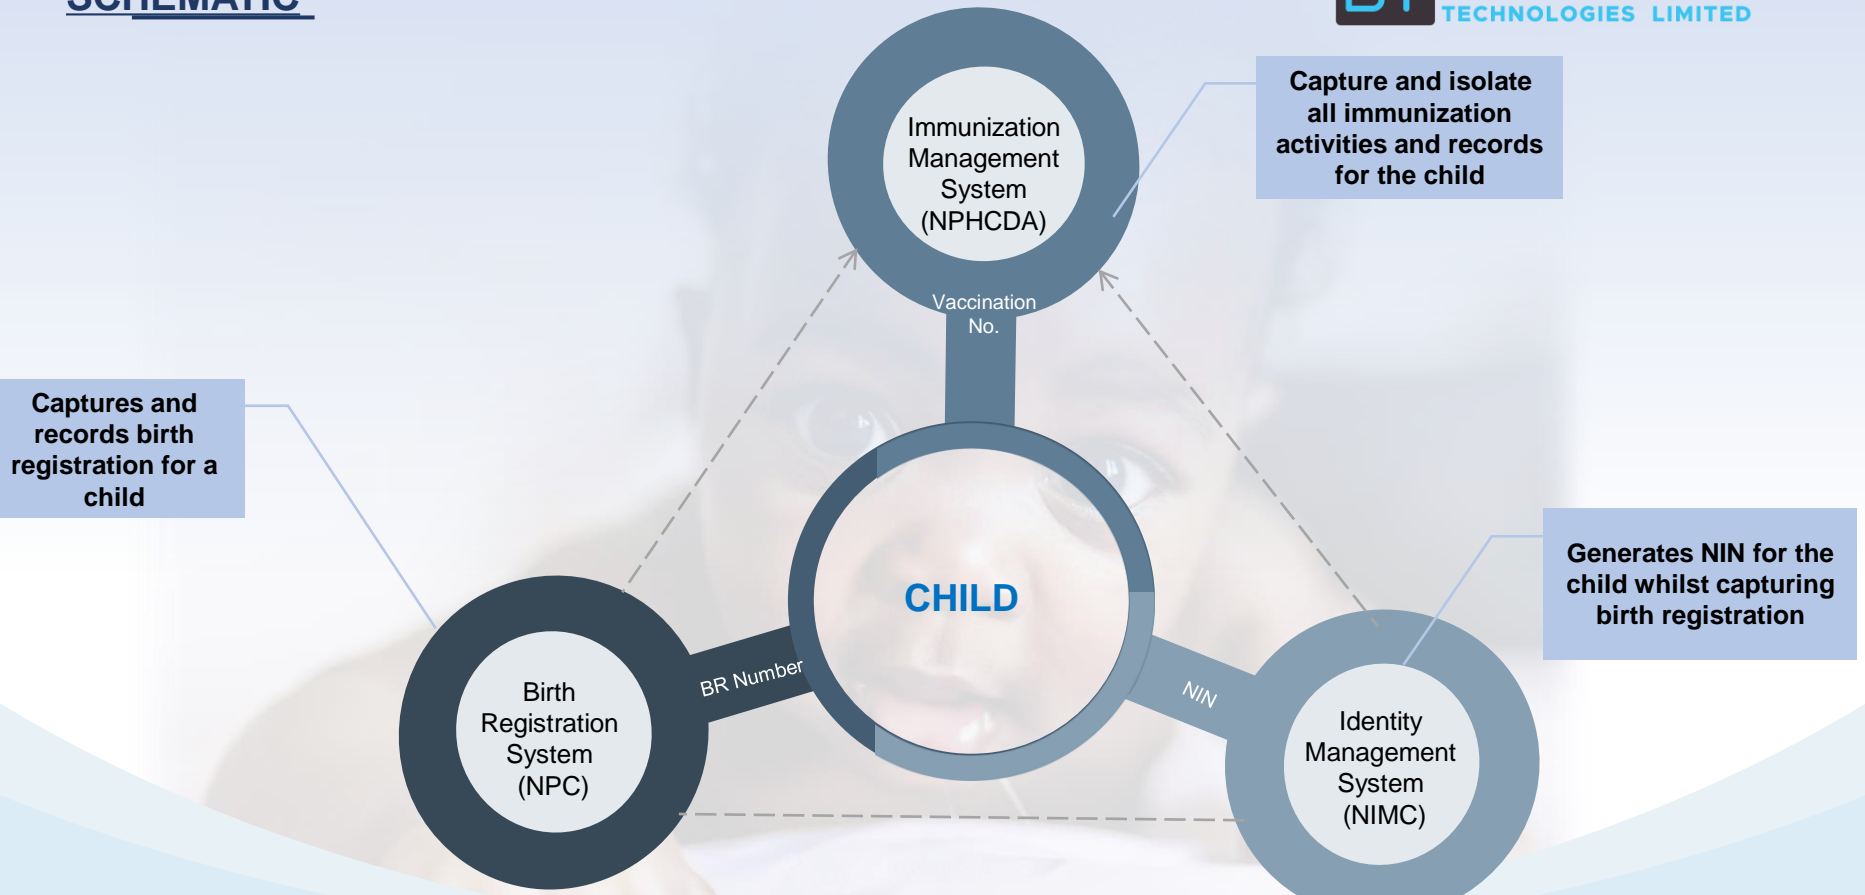 SCHEMATIC
TECHNOLOGIES LIMITED
Capture and isolate
all immunization
activities and records
for the child
Immunization
Management
System
(NPHCDA)
Vaccination
No.
Captures and
records birth
registration for a
child
CHILD
Generates NIN for the
child whilst capturing
birth registration
BR Number
NIN
Birth
Registration
System
(NPC)
Identity
Management
System
(NIMC)